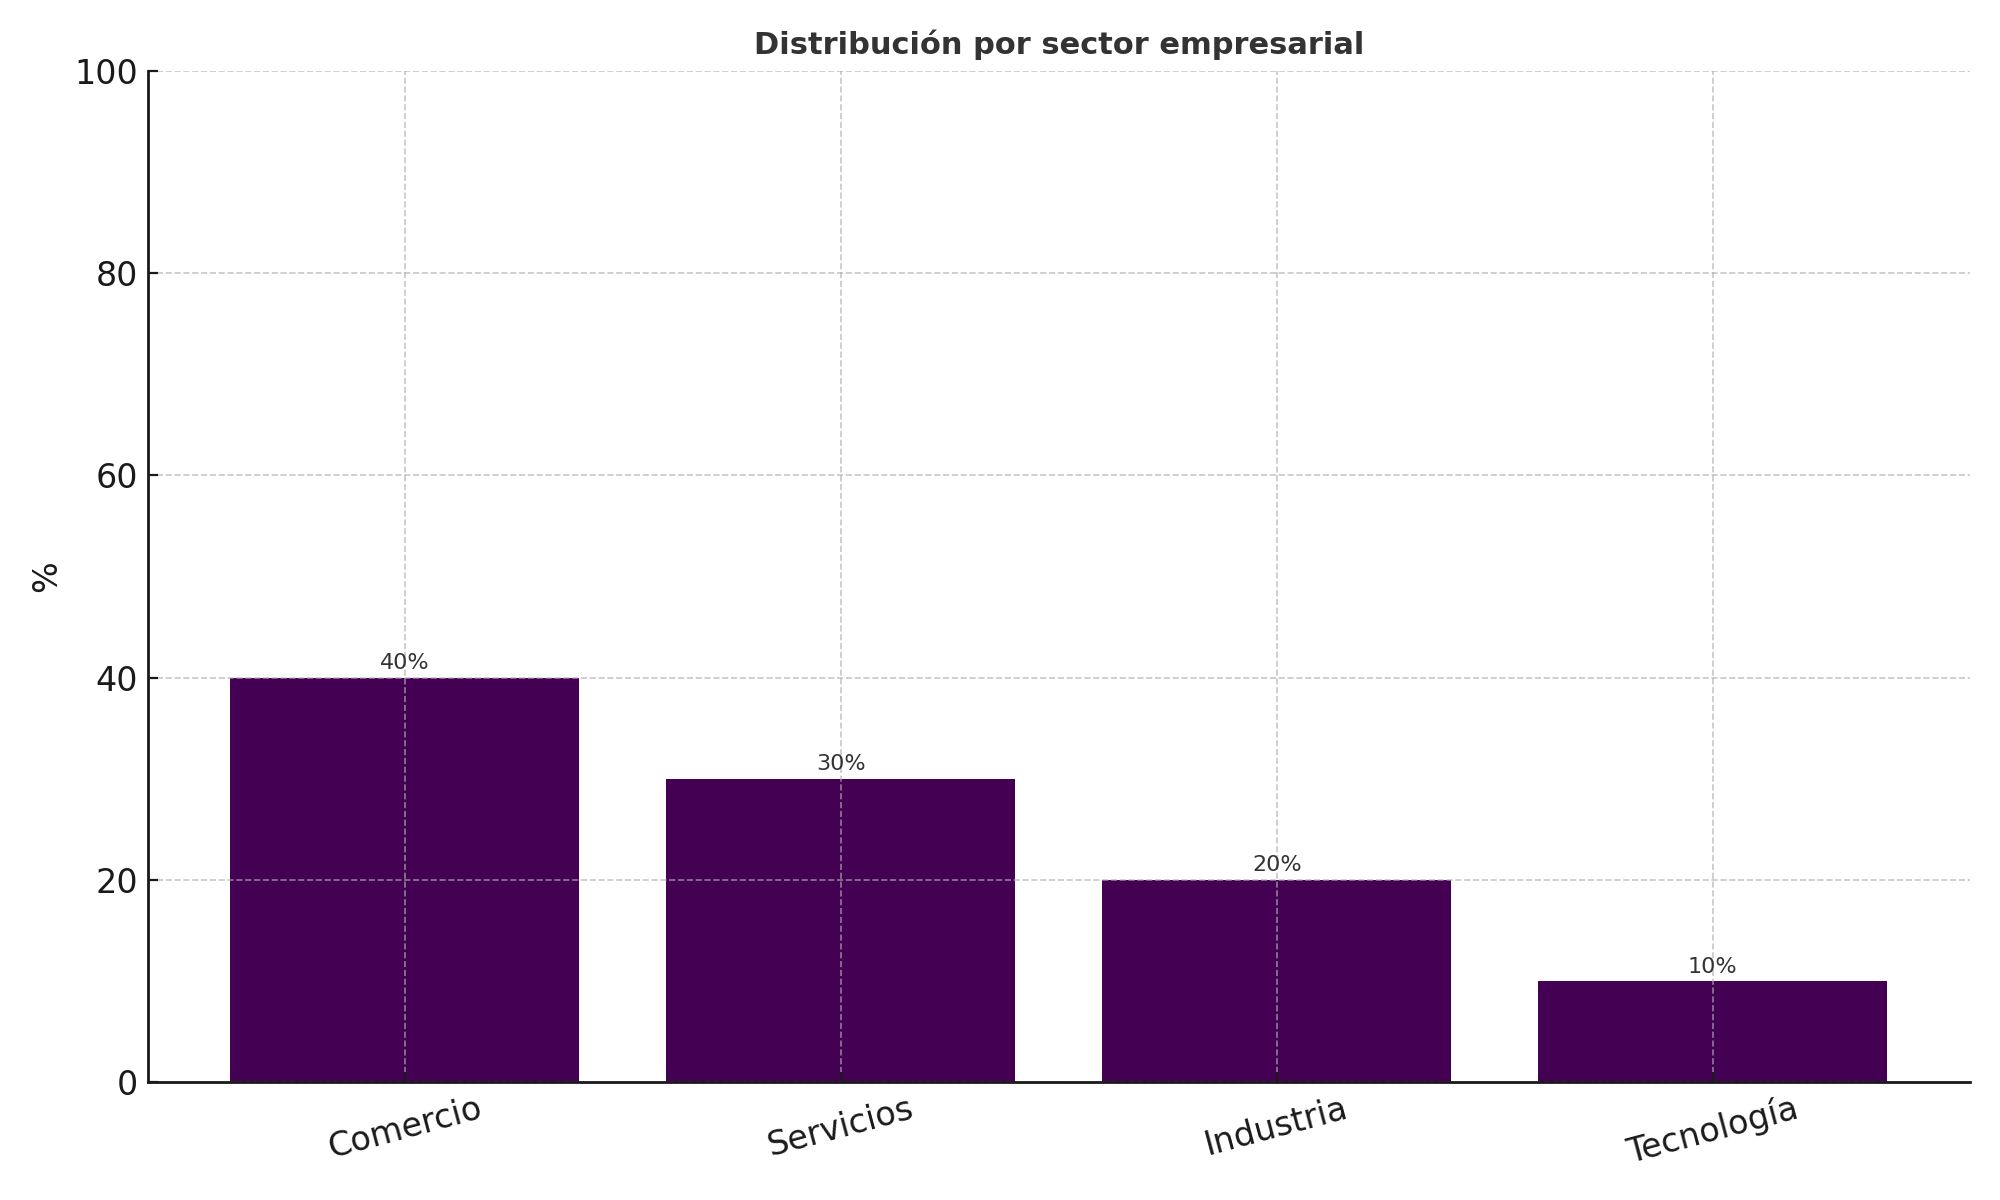 Distribución por sector empresarial
100
80
60
40
20
0
%
40%
30%
20%
10%
Comercio
Servicios
Industria
Tecnología